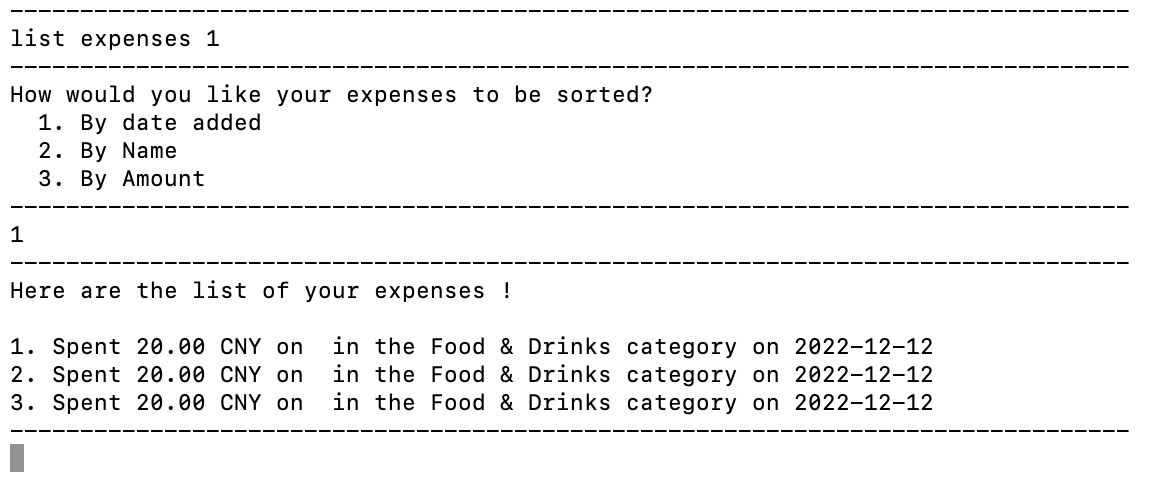 --------------------------------------------------------------------------------
list expenses 1
--------------------------------------------------------------------------------
How would you like your expenses to be sorted?
  1. By date added
  2. By Name
  3. By Amount
--------------------------------------------------------------------------------
1
--------------------------------------------------------------------------------
Here are the list of your expenses !

1. Spent 20.00 CNY on  in the Food & Drinks category on 2022-12-12
2. Spent 20.00 CNY on  in the Food & Drinks category on 2022-12-12
3. Spent 20.00 CNY on  in the Food & Drinks category on 2022-12-12
--------------------------------------------------------------------------------